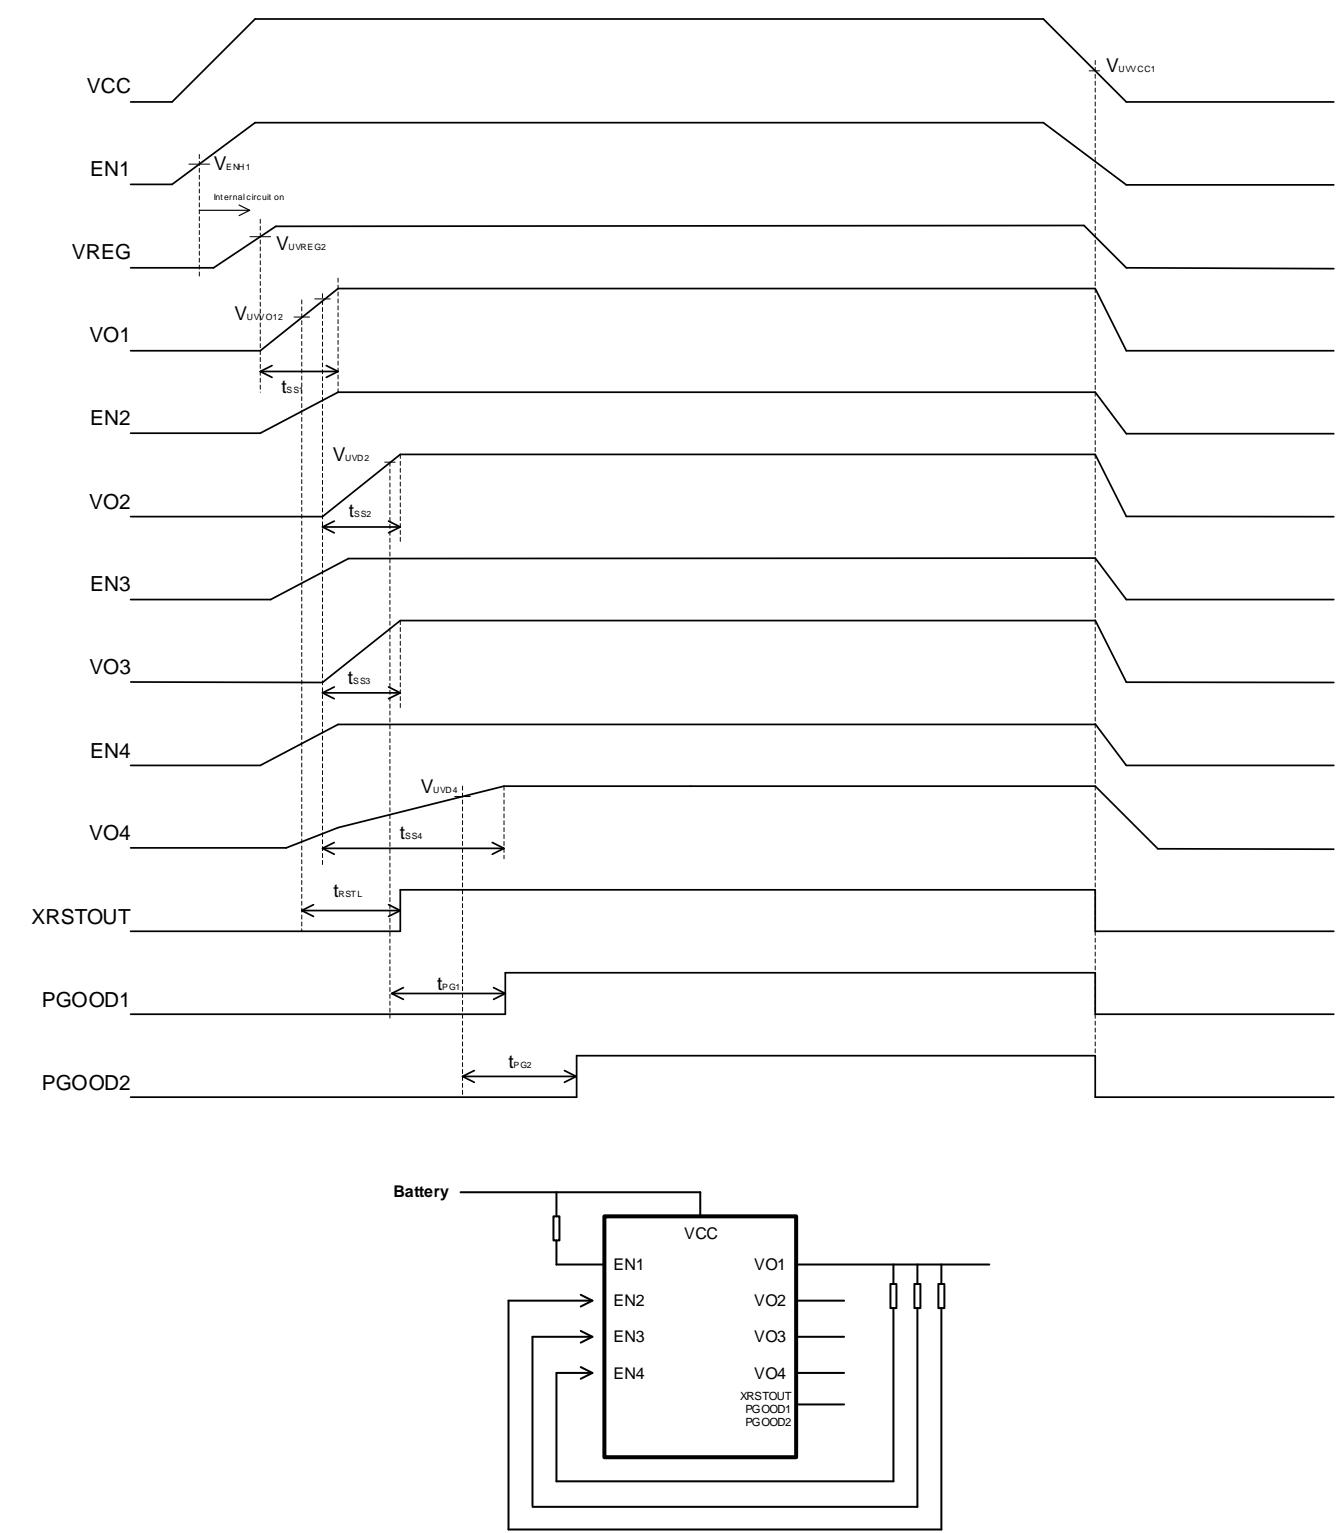 VUVVCC1
VCC
VENH1
EN1
Internal circuit on
VUVREG2
VREG
VUVVO12
VO1
tSS1
EN2
VUVD2
VO2
tSS2
EN3
VO3
tSS3
EN4
VUVD4
VO4
tSS4
tRSTL
XRSTOUT
tPG1
PGOOD1
tPG2
PGOOD2
Battery
VCC
EN1 VO1
EN2 VO2
EN3 VO3
EN4 VO4
XRSTOUT
PGOOD1
PGOOD2